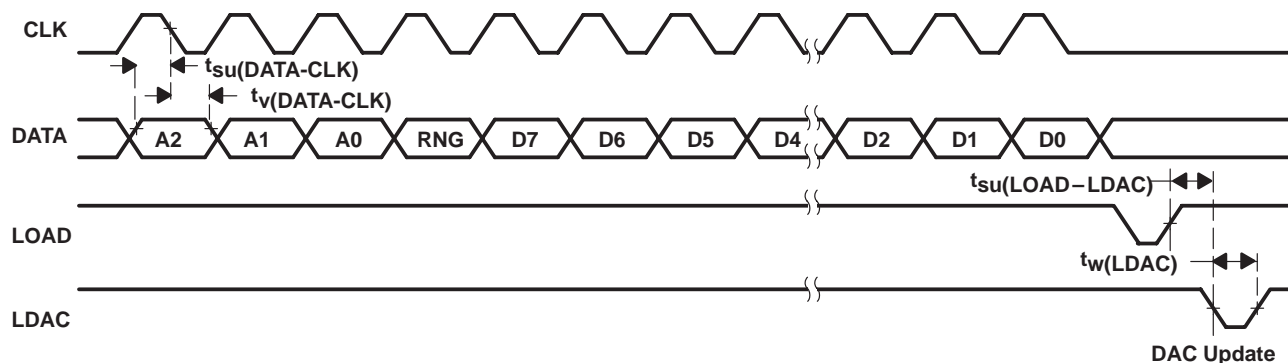 CLK
tsu(DATA-CLK)
tv(DATA-CLK)
DATA
A2 A1 A0 RNG D7 D6 D5 D4 D2 D1 D0
tsu(LOAD–LDAC)
LOAD
tw(LDAC)
LDAC
DAC Update